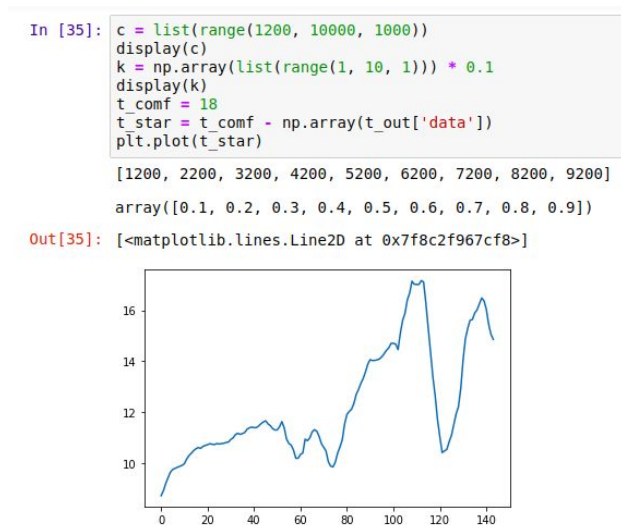 In [35]: c = list(range(1200, 10000, 1000))
display(c)
k = np.array(list(range(1, 10, 1))) * 0.1
display(k)
t_comf = 18
t_star = t_comf - np.array(t_out['data'])
plt.plot(t_star)
[1200, 2200, 3200, 4200, 5200, 6200, 7200, 8200, 9200]
array([0.1, 0.2, 0.3, 0.4, 0.5, 0.6, 0.7, 0.8, 0.9])
Out[35]: [<matplotlib.lines.Line2D at 0x7f8c2f967cf8>]
16
14
12
10
0 20 40 60 80 100 120 140